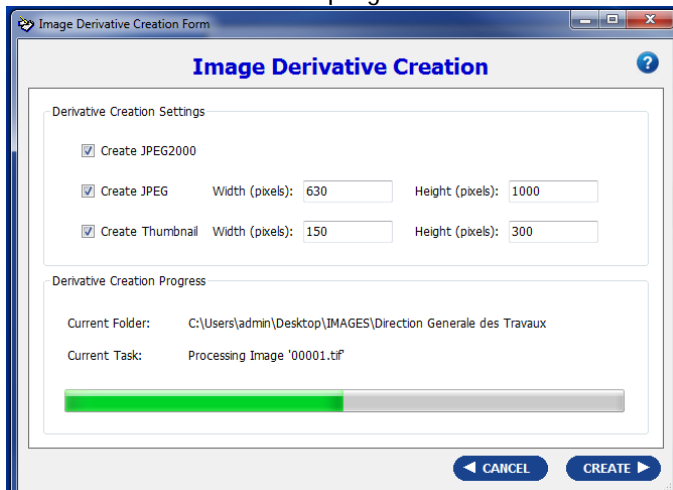 Image Derivative Creation Form
Image Derivative Creation
?
Derivative Creation Settings
Create JPEG2000
Create JPEG Width (pixels): 630 Height (pixels): 1000
Create Thumbnail Width (pixels): 150 Height (pixels): 300
Derivative Creation Progress
Current Folder: C:\Users\admin\Desktop\IMAGES\Direction Generale des Travaux
Current Task: Processing Image '00001.tif'
CANCEL CREATE